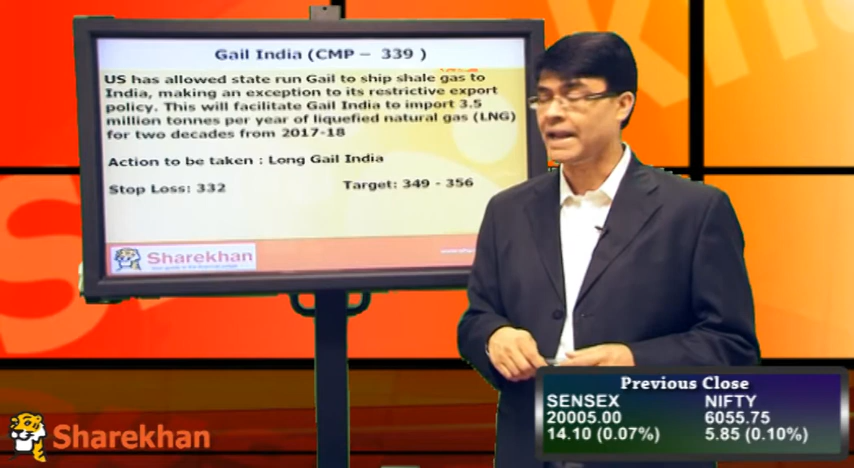 Gail India (CMP – 339 )
US has allowed state run Gail to ship shale gas to
India, making an exception to its restrictive export
policy. This will facilitate Gail India to import 3.5
million tonnes per year of liquefied natural gas (LNG)
for two decades from 2017-18
Action to be taken : Long Gail India
Stop Loss: 332 Target: 349 - 356
Sharekhan
Previous Close
SENSEX NIFTY
20005.00 6055.75
14.10 (0.07%) 5.85 (0.10%)
Sharekhan